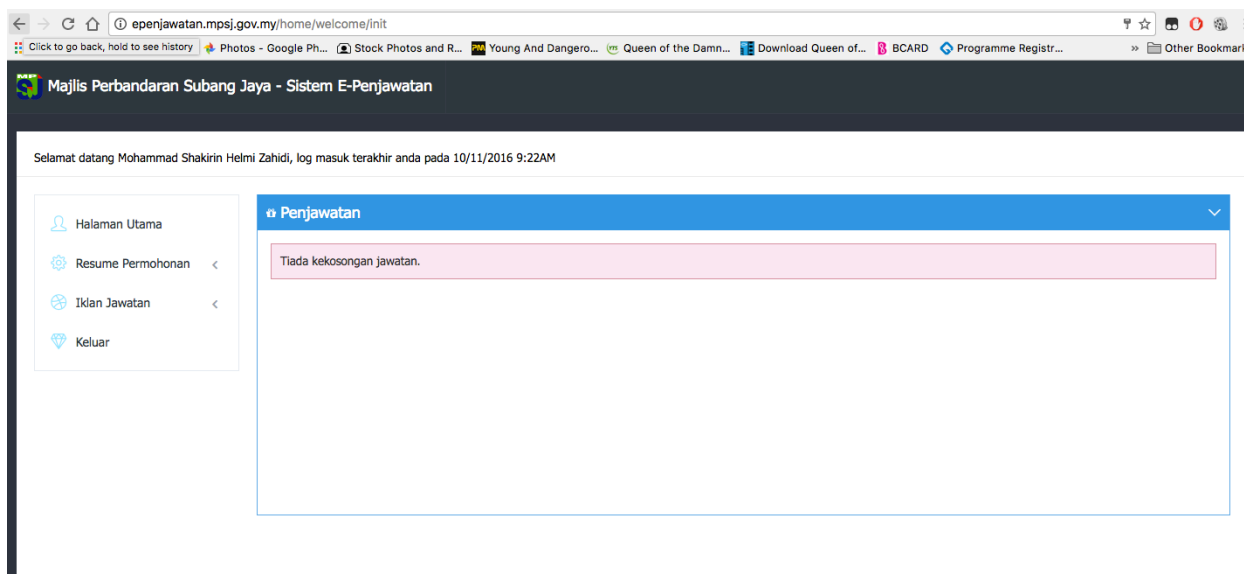 epenjawatan.mpsj.gov.my/home/welcome/init
Click to go back, hold to see history Photos - Google Ph... Stock Photos and R... Young And Dangero... Queen of the Damn... Download Queen of... BCARD Programme Registr... » Other Bookmar
Majlis Perbandaran Subang Jaya - Sistem E-Penjawatan
Selamat datang Mohammad Shakirin Helmi Zahidi, log masuk terakhir anda pada 10/11/2016 9:22AM
Halaman Utama
Resume Permohonan
Iklan Jawatan
Keluar
Penjawatan
Tiada kekosongan jawatan.